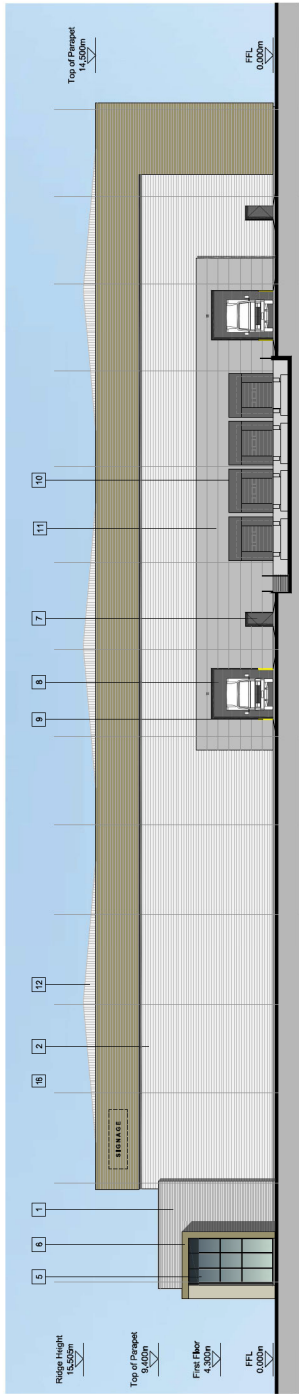 Ridge Height
15,505m
Top of Parapet
9,400m
First Floor
4,300m
FFL
0.000m
5
6
1
16
12
2
9
8
7
11
10
SIGNAGE
Top of Parapet
14,500m
FFL
0.000m